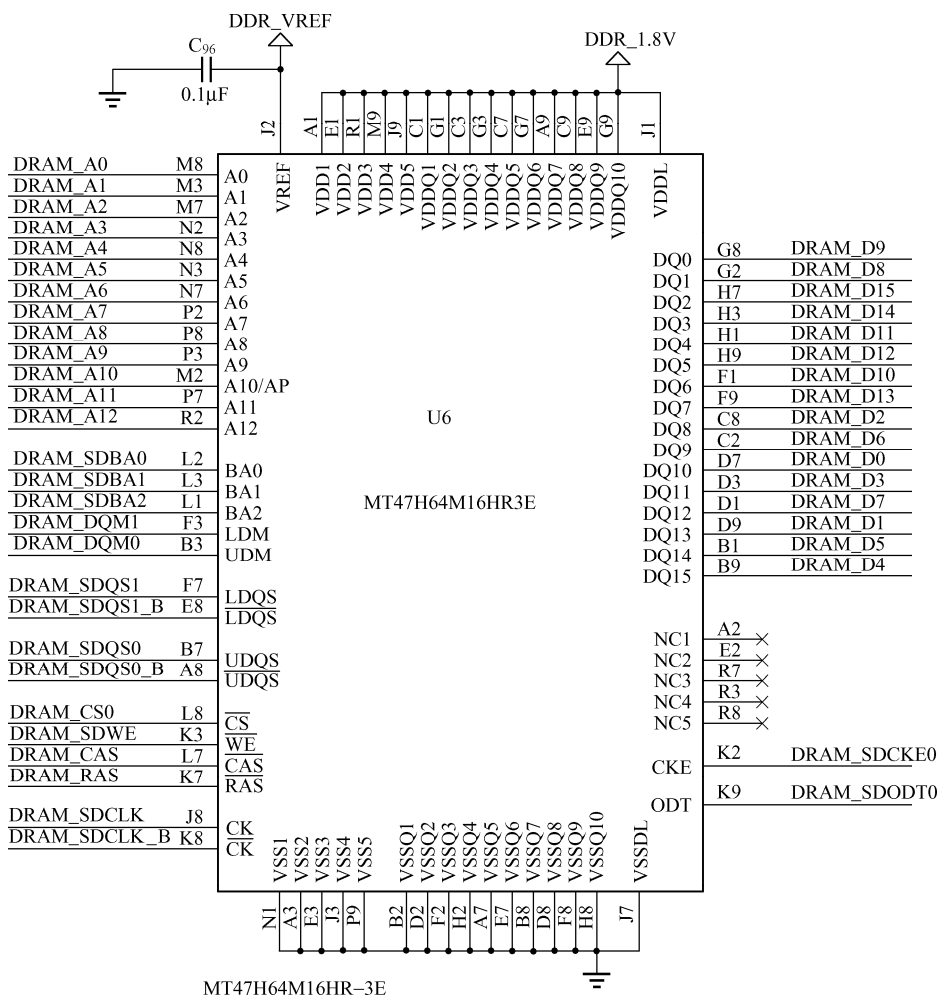 DDR_VREF
DDR_1.8V
C96
0.1μF
J2
A1
E1
R1
M9
J9
C1
G1
C3
G3
C7
G7
A9
C9
E9
G9
J1
VREF
VDD1
VDD2
VDD3
VDD4
VDD5
VDDQ1
VDDQ2
VDDQ3
VDDQ4
VDDQ5
VDDQ6
VDDQ7
VDDQ8
VDDQ9
VDDQ10
VDDL
DRAM_A0 M8 A0
DRAM_A1 M3 A1
DRAM_A2 M7 A2
DRAM_A3 N2 A3
DRAM_A4 N8 A4
DRAM_A5 N3 A5
DRAM_A6 N7 A6
DRAM_A7 P2 A7
DRAM_A8 P8 A8
DRAM_A9 P3 A9
DRAM_A10 M2 A10/AP
DRAM_A11 P7 A11
DRAM_A12 R2 A12
DRAM_SDBA0 L2 BA0
DRAM_SDBA1 L3 BA1
DRAM_SDBA2 L1 BA2
DRAM_DQM1 F3 LDM
DRAM_DQM0 B3 UDM
DRAM_SDQS1 F7 LDQS
DRAM_SDQS1_B E8 LDQS
DRAM_SDQS0 B7 UDQS
DRAM_SDQS0_B A8 UDQS
DRAM_CS0 L8 CS
DRAM_SDWE K3 WE
DRAM_CAS L7 CAS
DRAM_RAS K7 RAS
DRAM_SDCLK J8 CK
DRAM_SDCLK_B K8 CK
U6
MT47H64M16HR3E
DQ0 G8 DRAM_D9
DQ1 G2 DRAM_D8
DQ2 H7 DRAM_D15
DQ3 H3 DRAM_D14
DQ4 H1 DRAM_D11
DQ5 H9 DRAM_D12
DQ6 F1 DRAM_D10
DQ7 F9 DRAM_D13
DQ8 C8 DRAM_D2
DQ9 C2 DRAM_D6
DQ10 D7 DRAM_D0
DQ11 D3 DRAM_D3
DQ12 D1 DRAM_D7
DQ13 D9 DRAM_D1
DQ14 B1 DRAM_D5
DQ15 B9 DRAM_D4
NC1 A2
NC2 E2
NC3 R7
NC4 R3
NC5 R8
CKE K2 DRAM_SDCKE0
ODT K9 DRAM_SDODT0
VSS1
VSS2
VSS3
VSS4
VSS5
VSSQ1
VSSQ2
VSSQ3
VSSQ4
VSSQ5
VSSQ6
VSSQ7
VSSQ8
VSSQ9
VSSQ10
VSSDL
N1
A3
E3
J3
P9
B2
D2
F2
H2
A7
E7
B8
D8
F8
H8
J7
MT47H64M16HR–3E